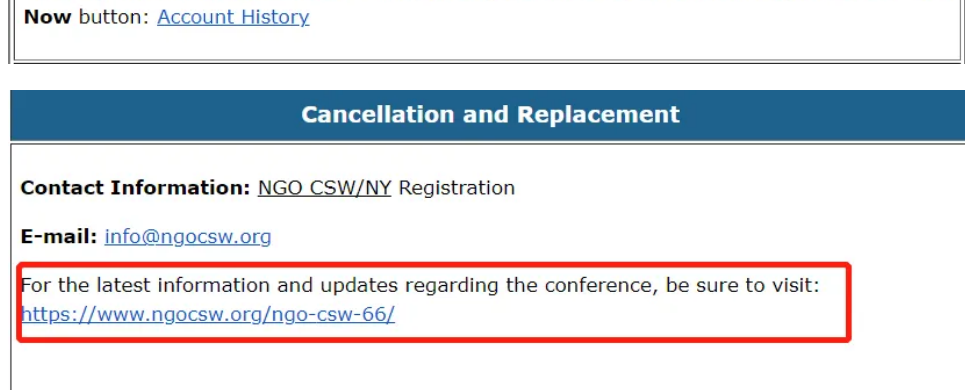 Now button: Account History
Cancellation and Replacement
Contact Information: NGO CSW/NY Registration
E-mail: info@ngocsw.org
For the latest information and updates regarding the conference, be sure to visit:
https://www.ngocsw.org/ngo-csw-66/